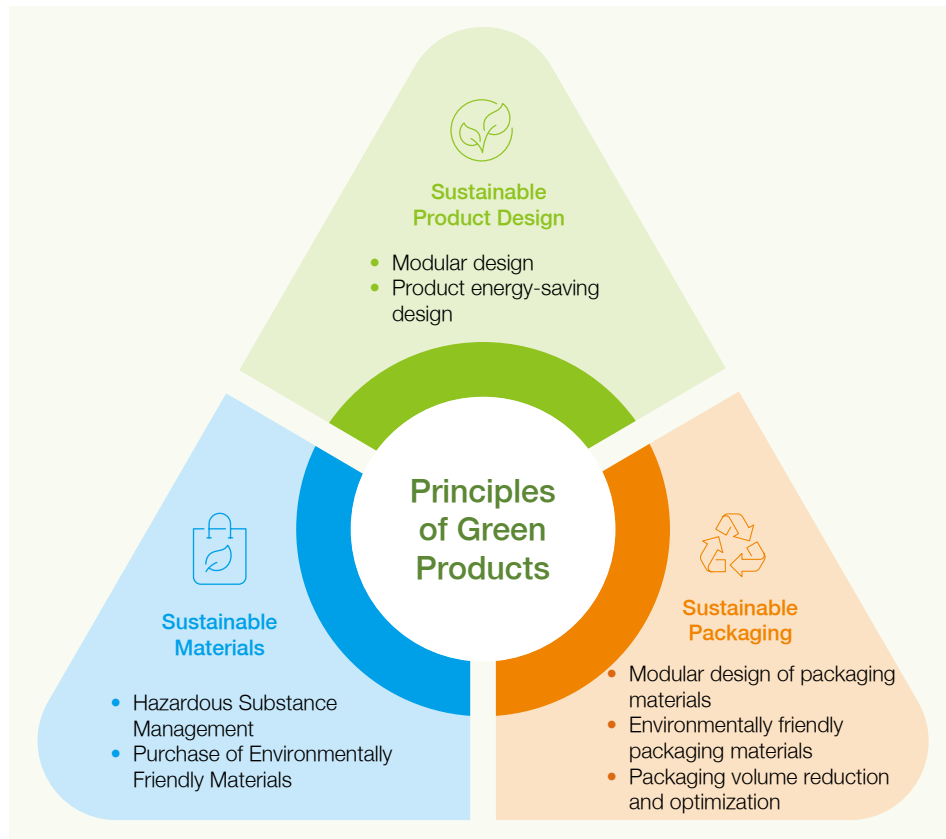 Sustainable
Product Design
• Modular design
• Product energy-saving
design
Principles
of Green
Products
Sustainable
Materials
• Hazardous Substance
Management
• Purchase of Environmentally
Friendly Materials
Sustainable
Packaging
• Modular design of packaging
materials
• Environmentally friendly
packaging materials
• Packaging volume reduction
and optimization